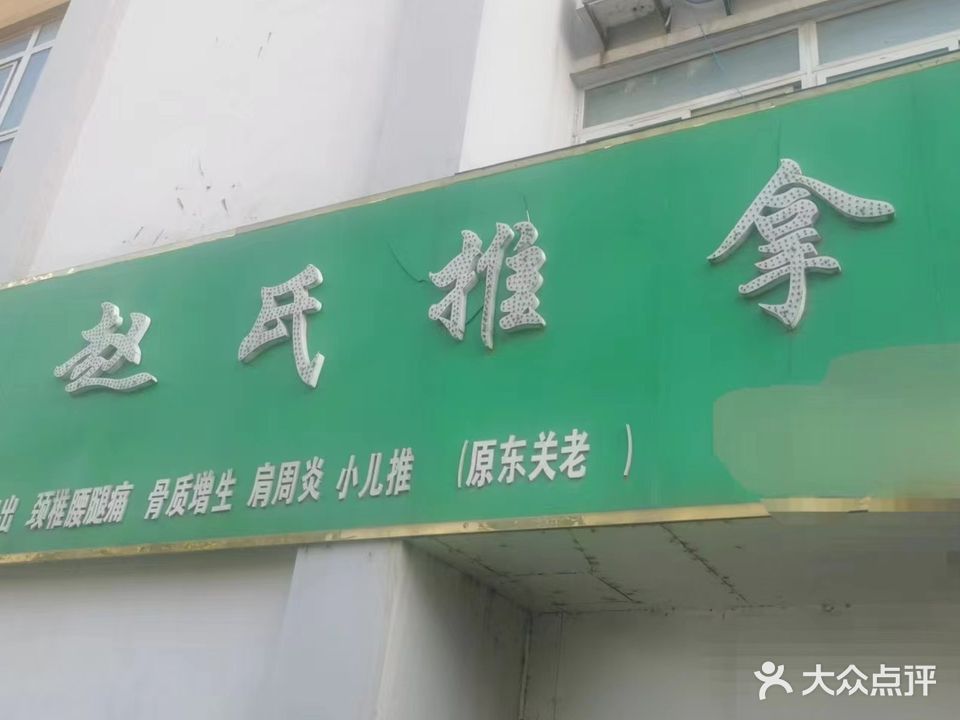 赵氏推拿
出 颈椎腰腿痛 骨质增生 肩周炎 小儿推 (原东关老 )
大众点评